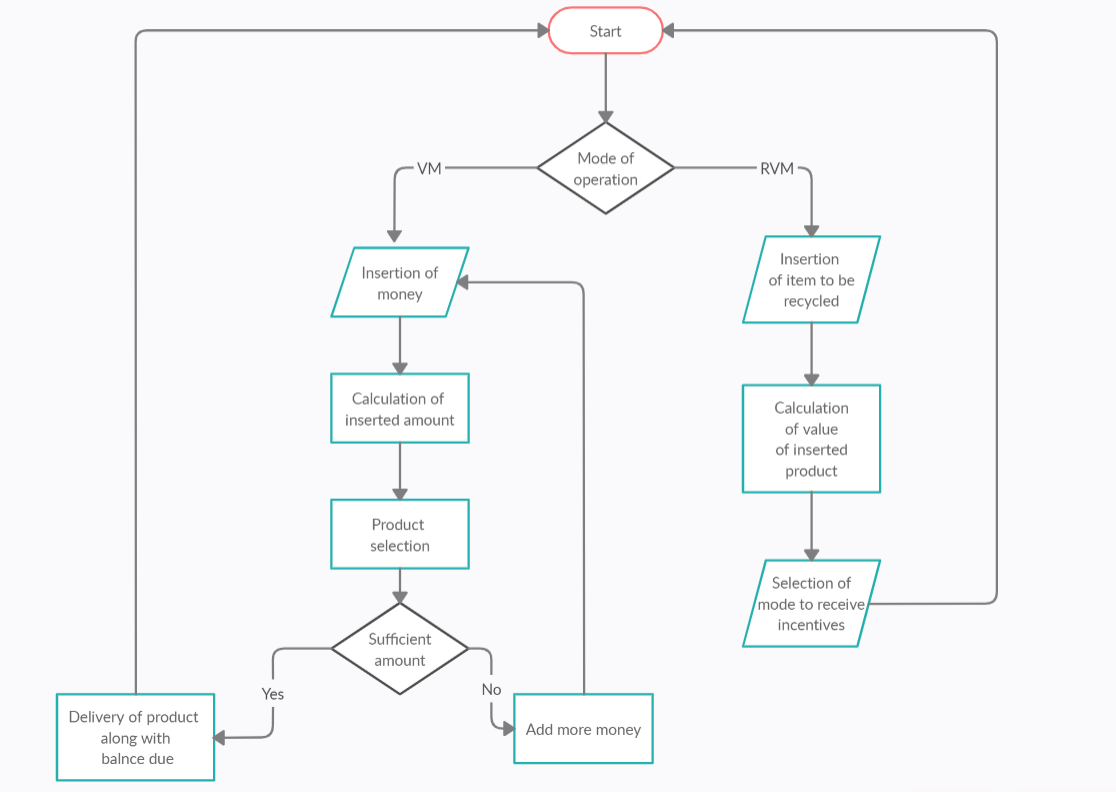 Start
Mode of
operation
VM
RVM
Insertion of
money
Insertion
of item to be
recycled
Calculation of
inserted amount
Calculation
of value
of inserted
product
Product
selection
Selection of
mode to receive
incentives
Sufficient
amount
Yes
No
Delivery of product
along with
balnce due
Add more money